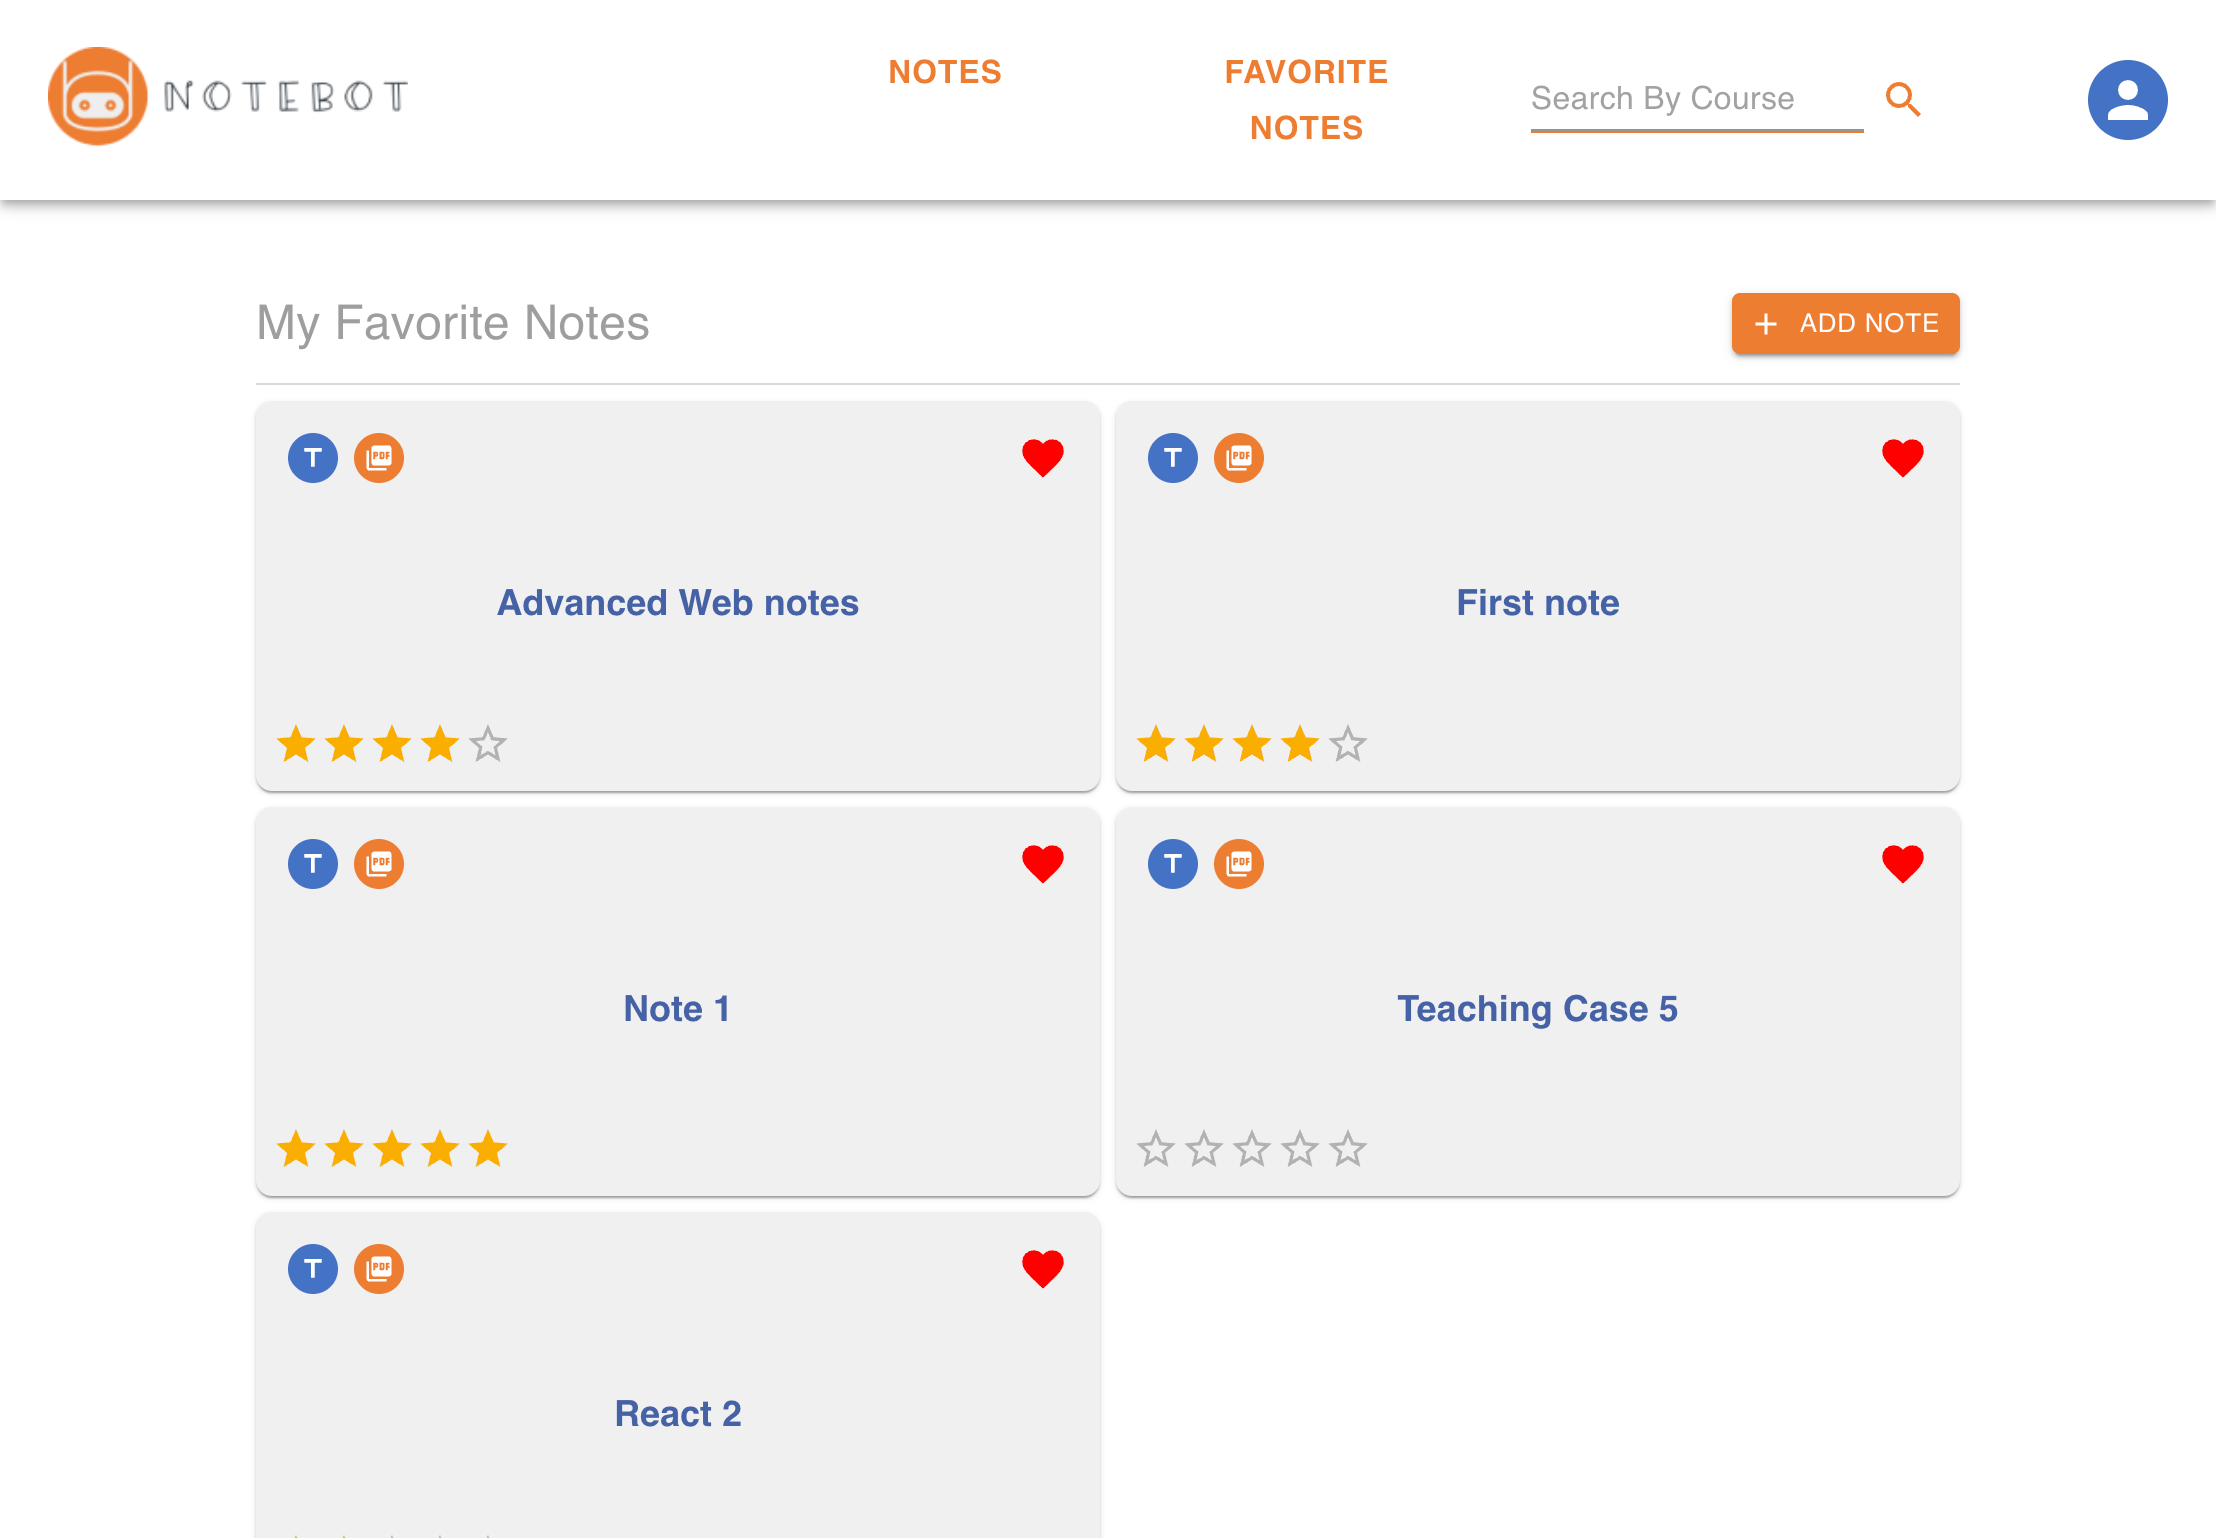 NOTEBOT
NOTES
FAVORITE
NOTES
Search By Course
My Favorite Notes
ADD NOTE
T
PDF
Advanced Web notes
T
PDF
First note
T
PDF
Note 1
T
PDF
Teaching Case 5
T
PDF
React 2